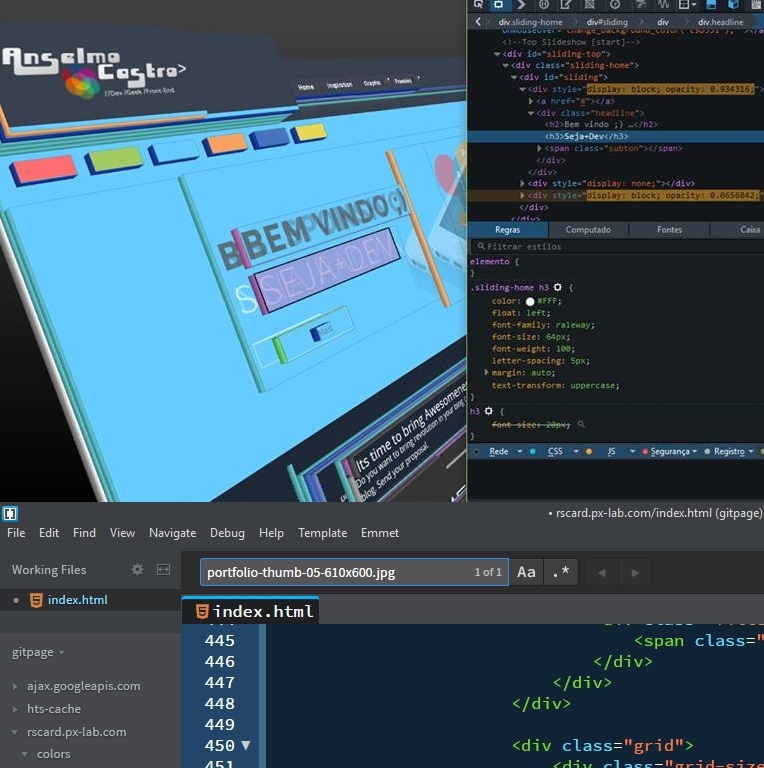 Anselmo
Castro>
[!]Dev |Geek |Front-End
Home Inspiration Graphs Freebies
BEM VINDO ;)
SEJA+DEV
Its time to bring Awesomenes
Do you want to bring revolution in your blog
blog. Send your proposal.
div.sliding-home div#sliding div div.headline
<!--Top Slideshow [start]-->
<div id="sliding-top">
<div class="sliding-home">
<div id="sliding">
<div style="display: block; opacity: 0.934316;
<a href="#"></a>
<div class="headline">
<h2>Bem vindo ;) …</h2>
<h3>Seja+Dev</h3>
<span class="subton"></span>
</div>
</div>
<div style="display: none;"></div>
<div style="display: block; opacity: 0.0656842;
</div>
</div>
Regras Computado Fontes Caixa
Filtrar estilos
elemento {
}
.sliding-home h3 {
color: #FFF;
float: left;
font-family: raleway;
font-size: 64px;
font-weight: 100;
letter-spacing: 5px;
margin: auto;
text-transform: uppercase;
}
h3 {
font-size: 20px;
}
Rede CSS JS Segurança Registro
• rscard.px-lab.com/index.html (gitpage)
File Edit Find View Navigate Debug Help Template Emmet
Working Files
portfolio-thumb-05-610x600.jpg 1 of 1 Aa .*
index.html
index.html
gitpage
ajax.googleapis.com
hts-cache
rscard.px-lab.com
colors
445 <span class="
446 </div>
447 </div>
448 </div>
449
450 <div class="grid">
451 <div class="grid-size